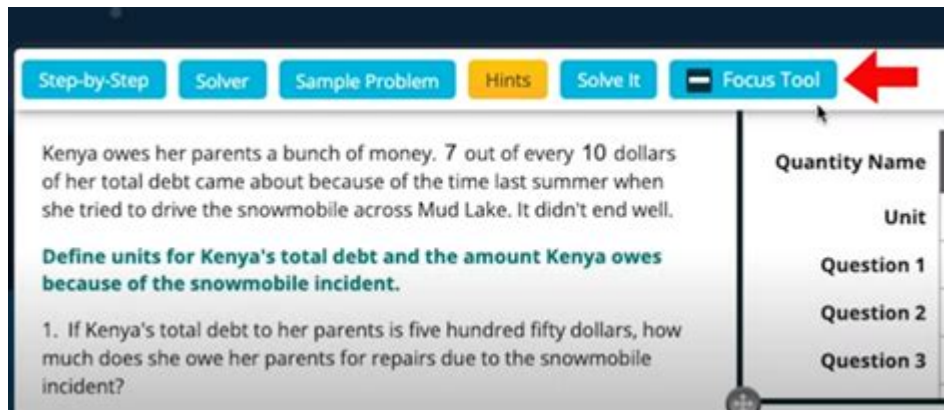 Step-by-Step Solver Sample Problem Hints Solve It Focus Tool
Kenya owes her parents a bunch of money. 7 out of every 10 dollars
of her total debt came about because of the time last summer when
she tried to drive the snowmobile across Mud Lake. It didn't end well.
Define units for Kenya's total debt and the amount Kenya owes
because of the snowmobile incident.
1. If Kenya's total debt to her parents is five hundred fifty dollars, how
much does she owe her parents for repairs due to the snowmobile
incident?
Quantity Name
Unit
Question 1
Question 2
Question 3